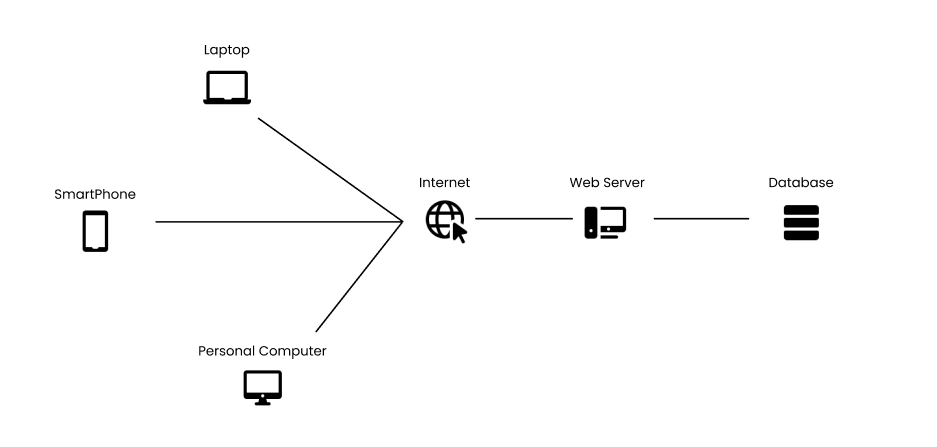 Laptop
SmartPhone
Internet
Web Server
Database
Personal Computer